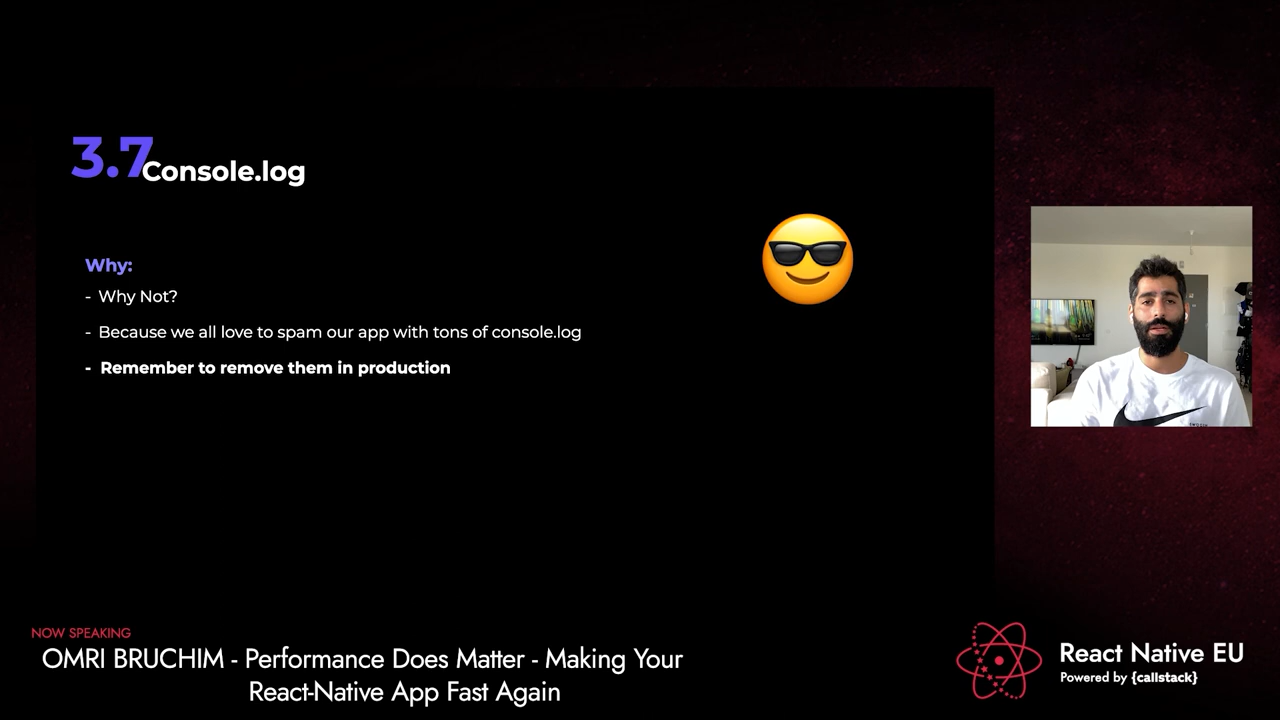 3.7 Console.log
Why:
- Why Not?
- Because we all love to spam our app with tons of console.log
- Remember to remove them in production
NOW SPEAKING
OMRI BRUCHIM - Performance Does Matter - Making Your
React-Native App Fast Again
React Native EU
Powered by {callstack}